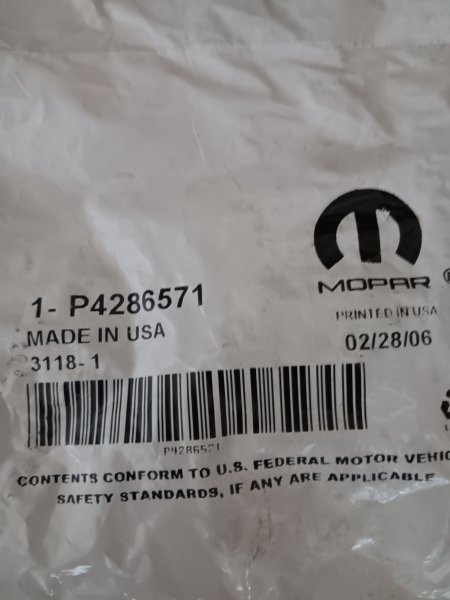 MOPAR
1- P4286571
PRINTED IN USA
MADE IN USA
02/28/06
3118-1
P4286571
CONTENTS CONFORM TO U.S. FEDERAL MOTOR VEHIC
SAFETY STANDARDS, IF ANY ARE APPLICABLE